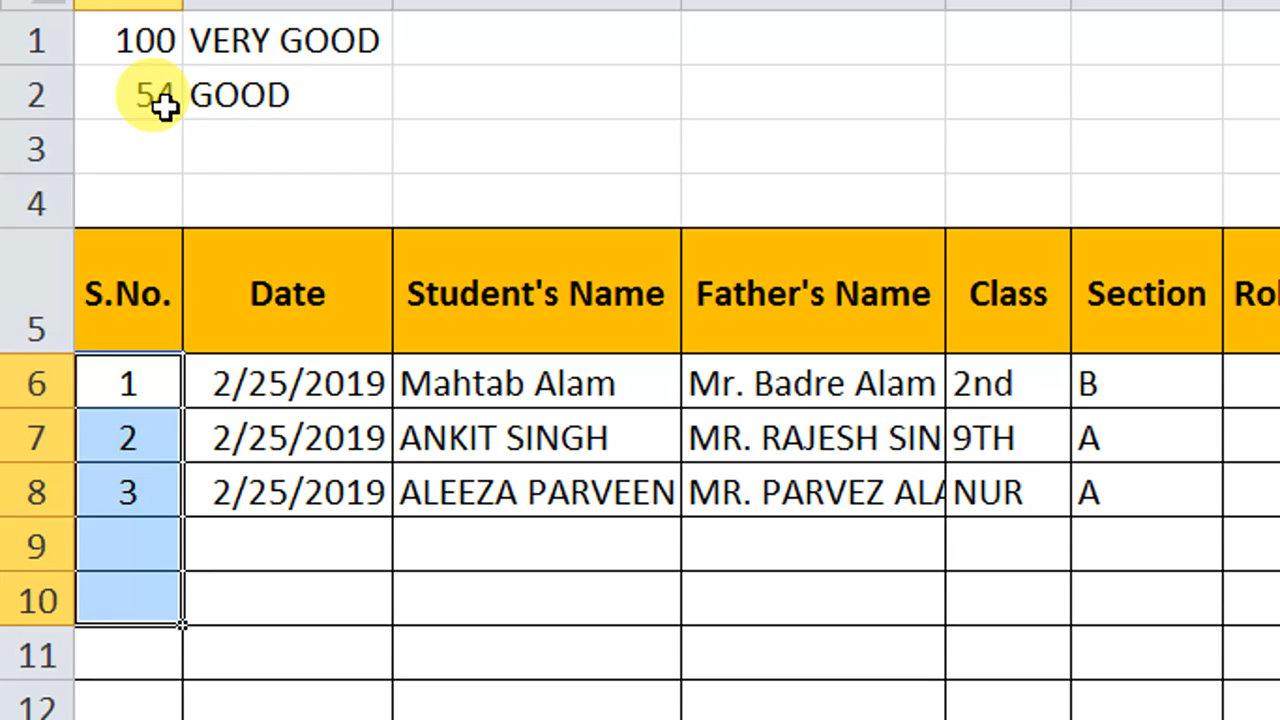 1 100 VERY GOOD
2 54 GOOD
3
4
5 S.No. Date Student's Name Father's Name Class Section
6 1 2/25/2019 Mahtab Alam Mr. Badre Alam 2nd B
7 2 2/25/2019 ANKIT SINGH MR. RAJESH SIN 9TH A
8 3 2/25/2019 ALEEZA PARVEEN MR. PARVEZ ALA NUR A
9
10
11
12